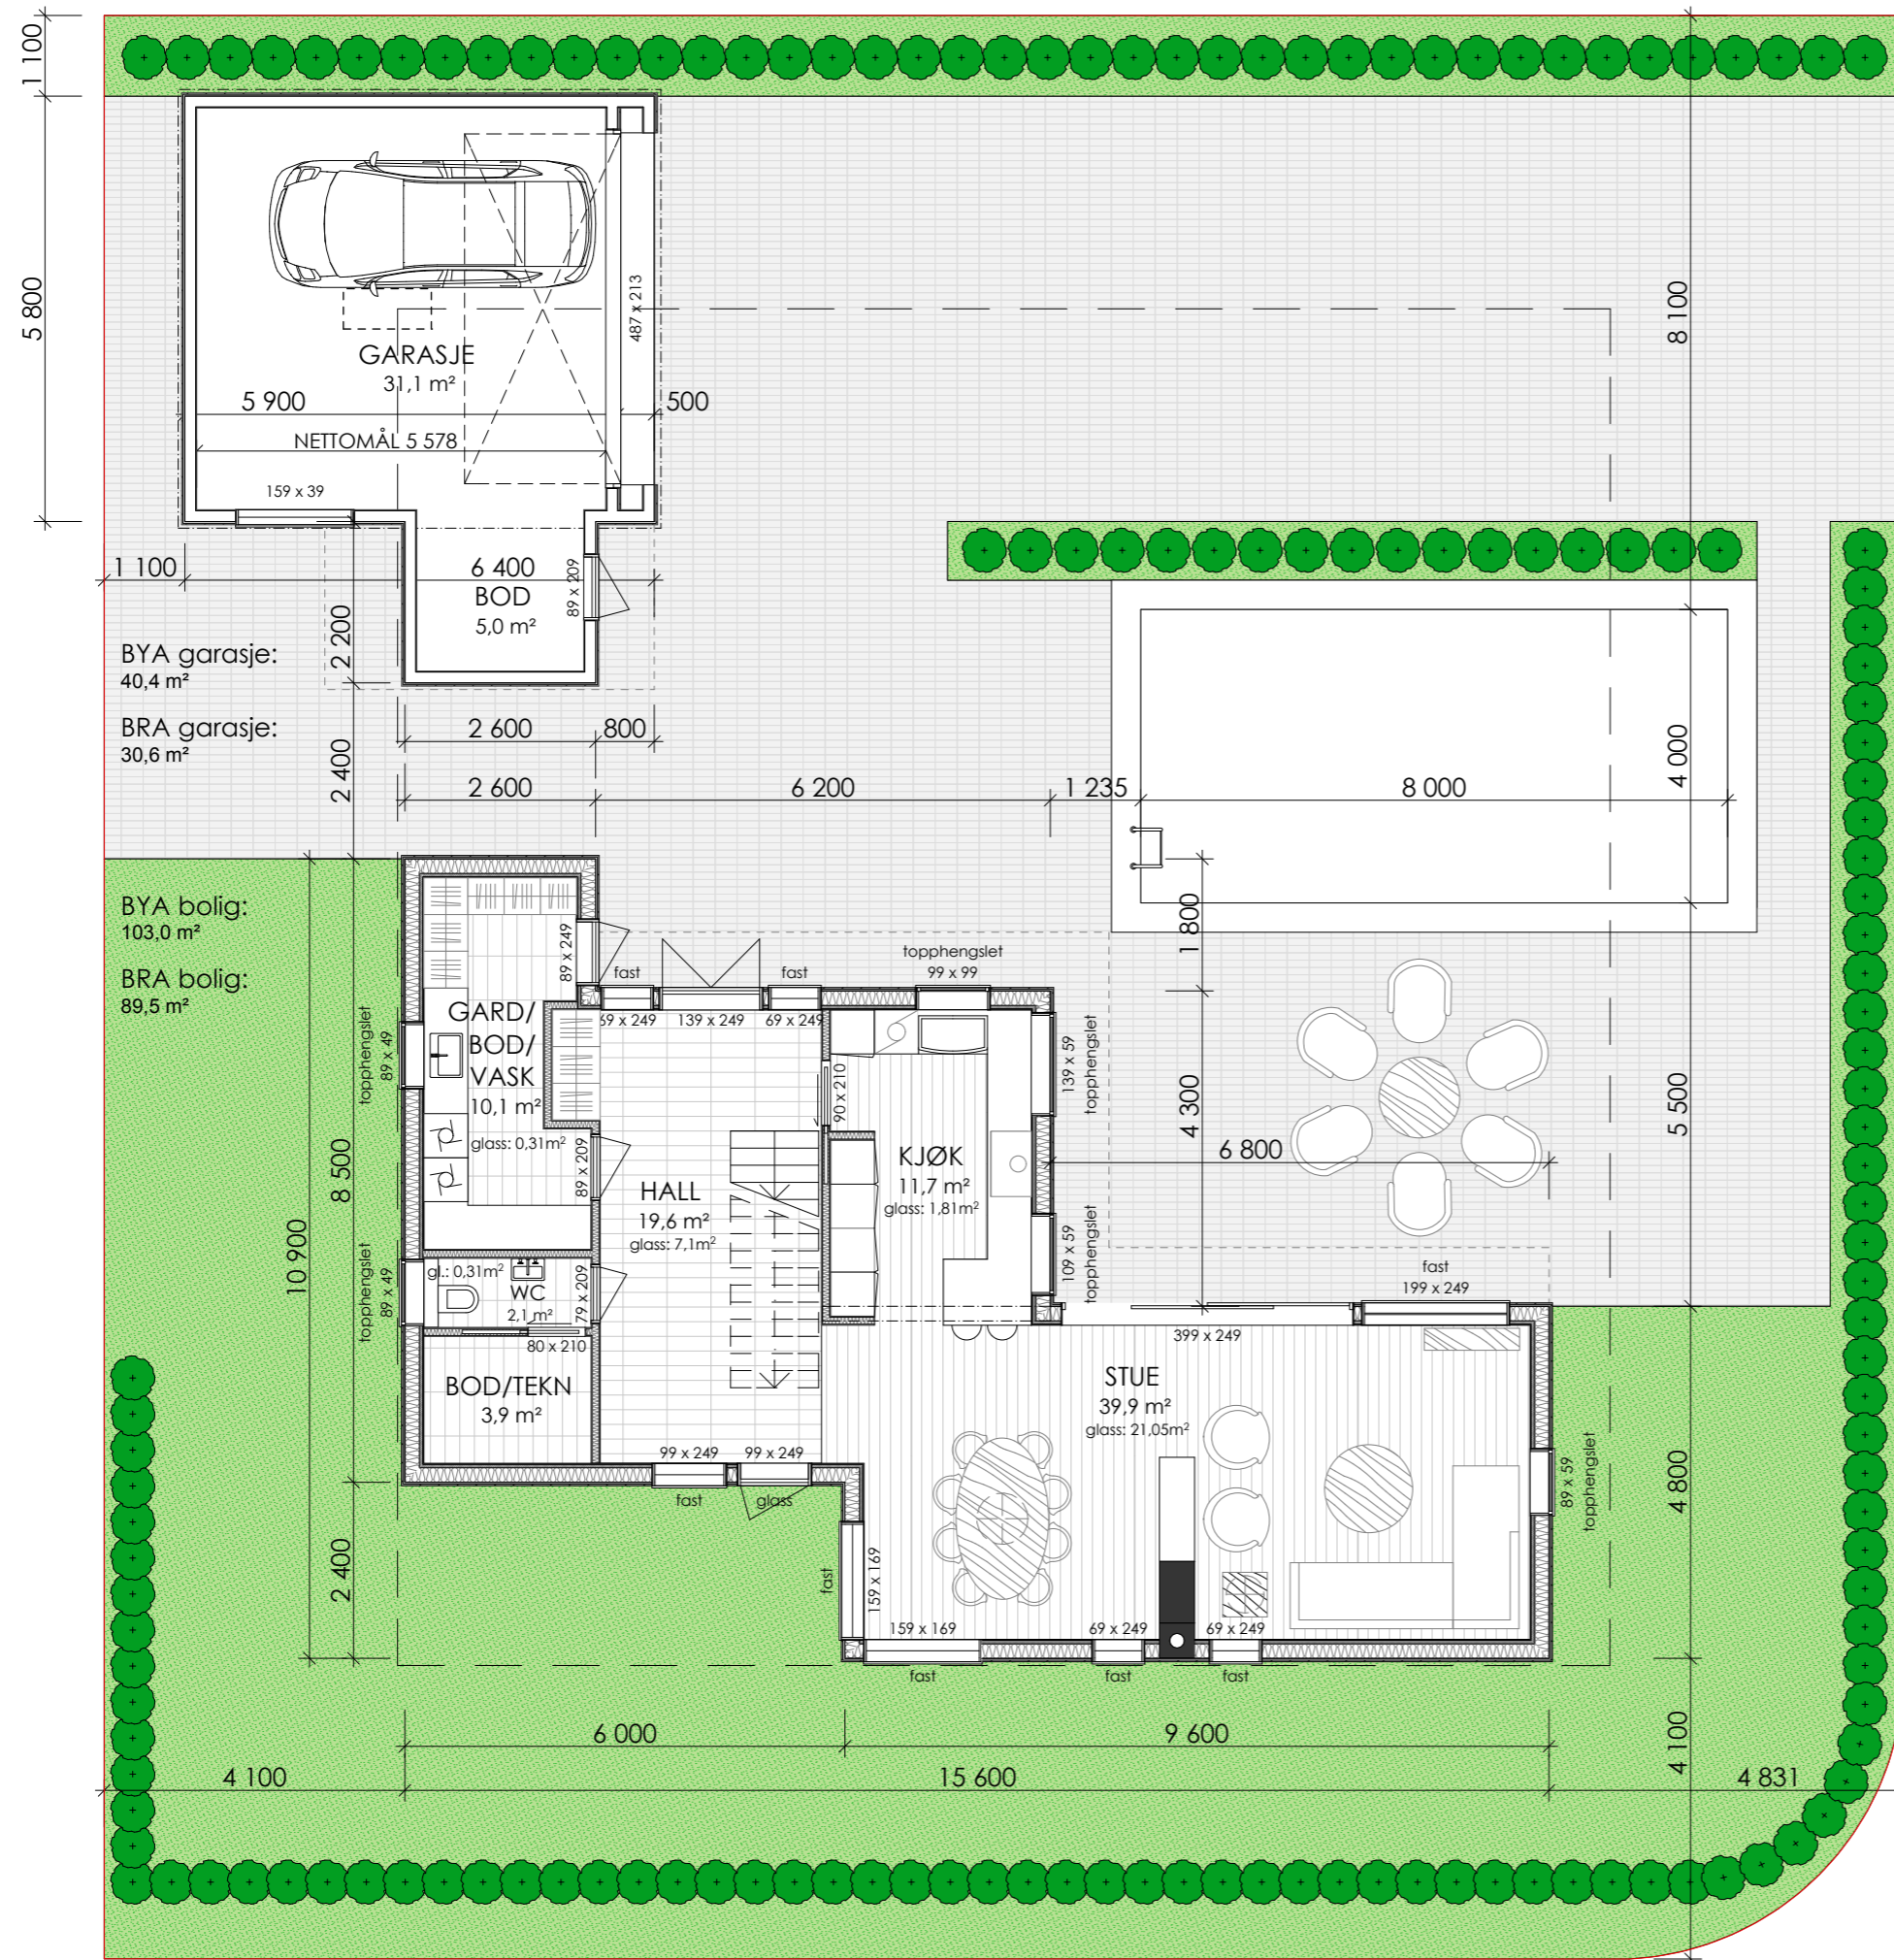 1 100
5 800
8 100
487 x 213
GARASJE
31,1 m²
5 900
500
NETTOMÅL 5 578
159 x 39
1 100
6 400
BOD
5,0 m²
89 x 209
2 200
BYA garasje:
40,4 m²
BRA garasje:
30,6 m²
2 400
2 600
800
4 000
2 600
6 200
1 235
8 000
BYA bolig:
103,0 m²
BRA bolig:
89,5 m²
1 800
89 x 249
fast
fast
topphengslet
99 x 99
69 x 249
139 x 249
69 x 249
GARD/
BOD/
VASK
10,1 m²
glass: 0,31m²
topphengslet
89 x 49
89 x 209
90 x 210
139 x 59
topphengslet
4 300
5 500
6 800
KJØK
11,7 m²
glass: 1,81m²
HALL
19,6 m²
glass: 7,1m²
8 500
10 900
109 x 59
topphengslet
topphengslet
89 x 49
gl.: 0,31m²
WC
2,1 m²
79 x 209
80 x 210
fast
199 x 249
399 x 249
BOD/TEKN
3,9 m²
STUE
39,9 m²
glass: 21,05m²
99 x 249
99 x 249
fast
glass
89 x 59
topphengslet
4 800
2 400
fast
159 x 169
159 x 169
69 x 249
69 x 249
fast
fast
fast
6 000
9 600
4 100
4 100
15 600
4 831